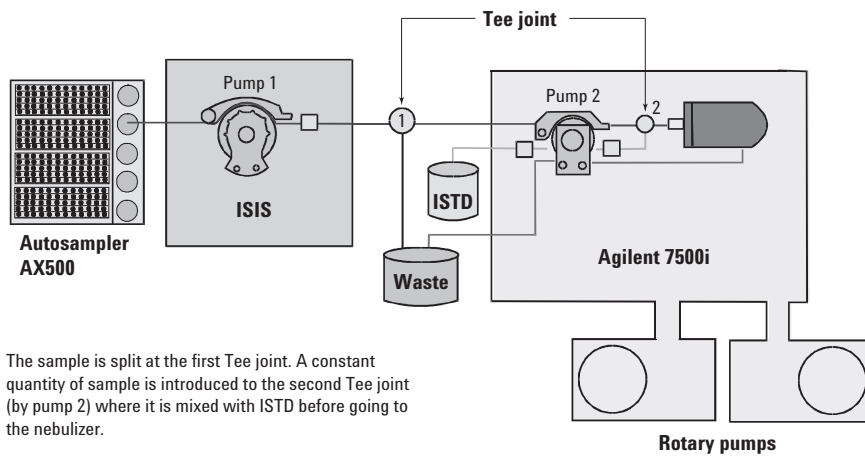 Tee joint
Pump 1
Pump 2
1
2
ISTD
ISIS
Autosampler
AX500
Waste
Agilent 7500i
The sample is split at the first Tee joint. A constant
quantity of sample is introduced to the second Tee joint
(by pump 2) where it is mixed with ISTD before going to
the nebulizer.
Rotary pumps